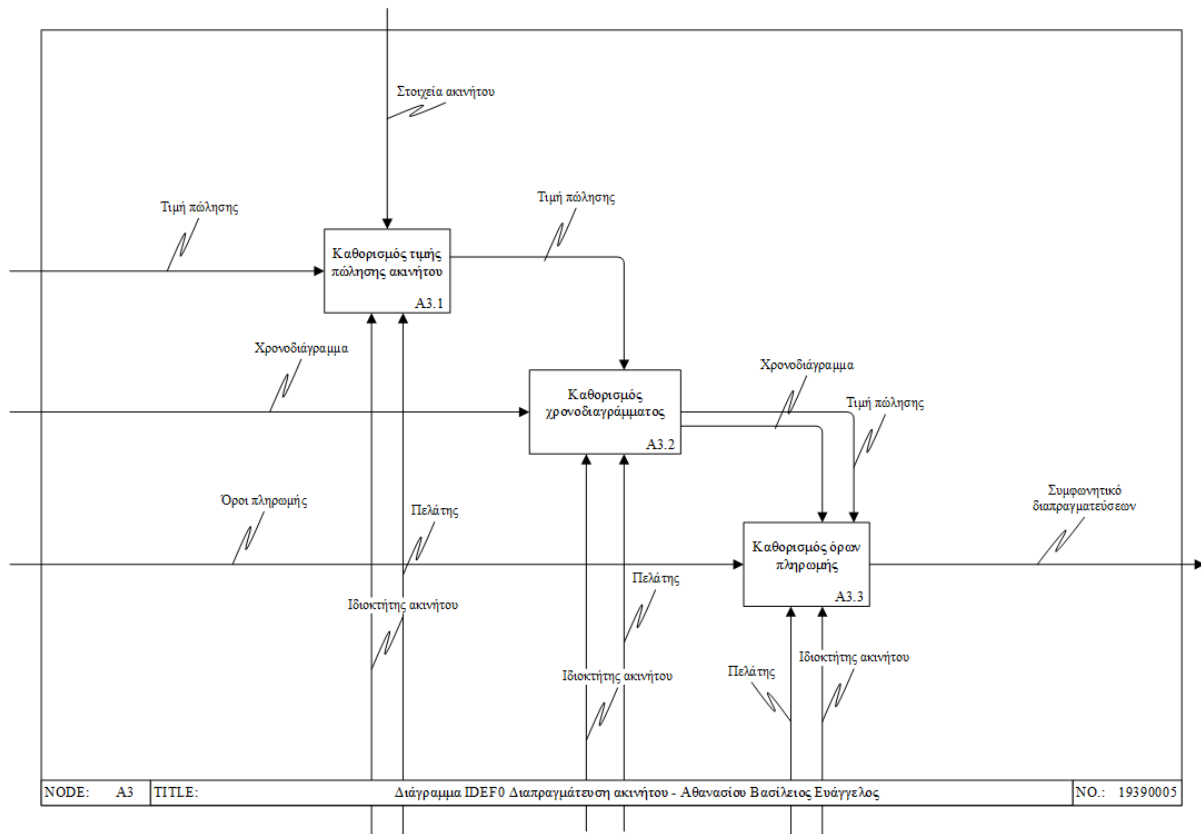 Στοιχεία ακινήτου
Τιμή πώλησης
Τιμή πώλησης
Καθορισμός τιμής
πώλησης ακινήτου
A3.1
Χρονοδιάγραμμα
Χρονοδιάγραμμα
Καθορισμός
χρονοδιαγράμματος
A3.2
Τιμή πώλησης
Όροι πληρωμής
Πελάτης
Συμφωνητικό
διαπραγματεύσεων
Καθορισμός όρων
πληρωμής
A3.3
Πελάτης
Ιδιοκτήτης ακινήτου
Ιδιοκτήτης ακινήτου
Πελάτης
Ιδιοκτήτης ακινήτου
NODE: A3 TITLE: Διάγραμμα IDEF0 Διαπραγμάτευση ακινήτου - Αθανασίου Βασίλειος Ευάγγελος NO.: 19390005